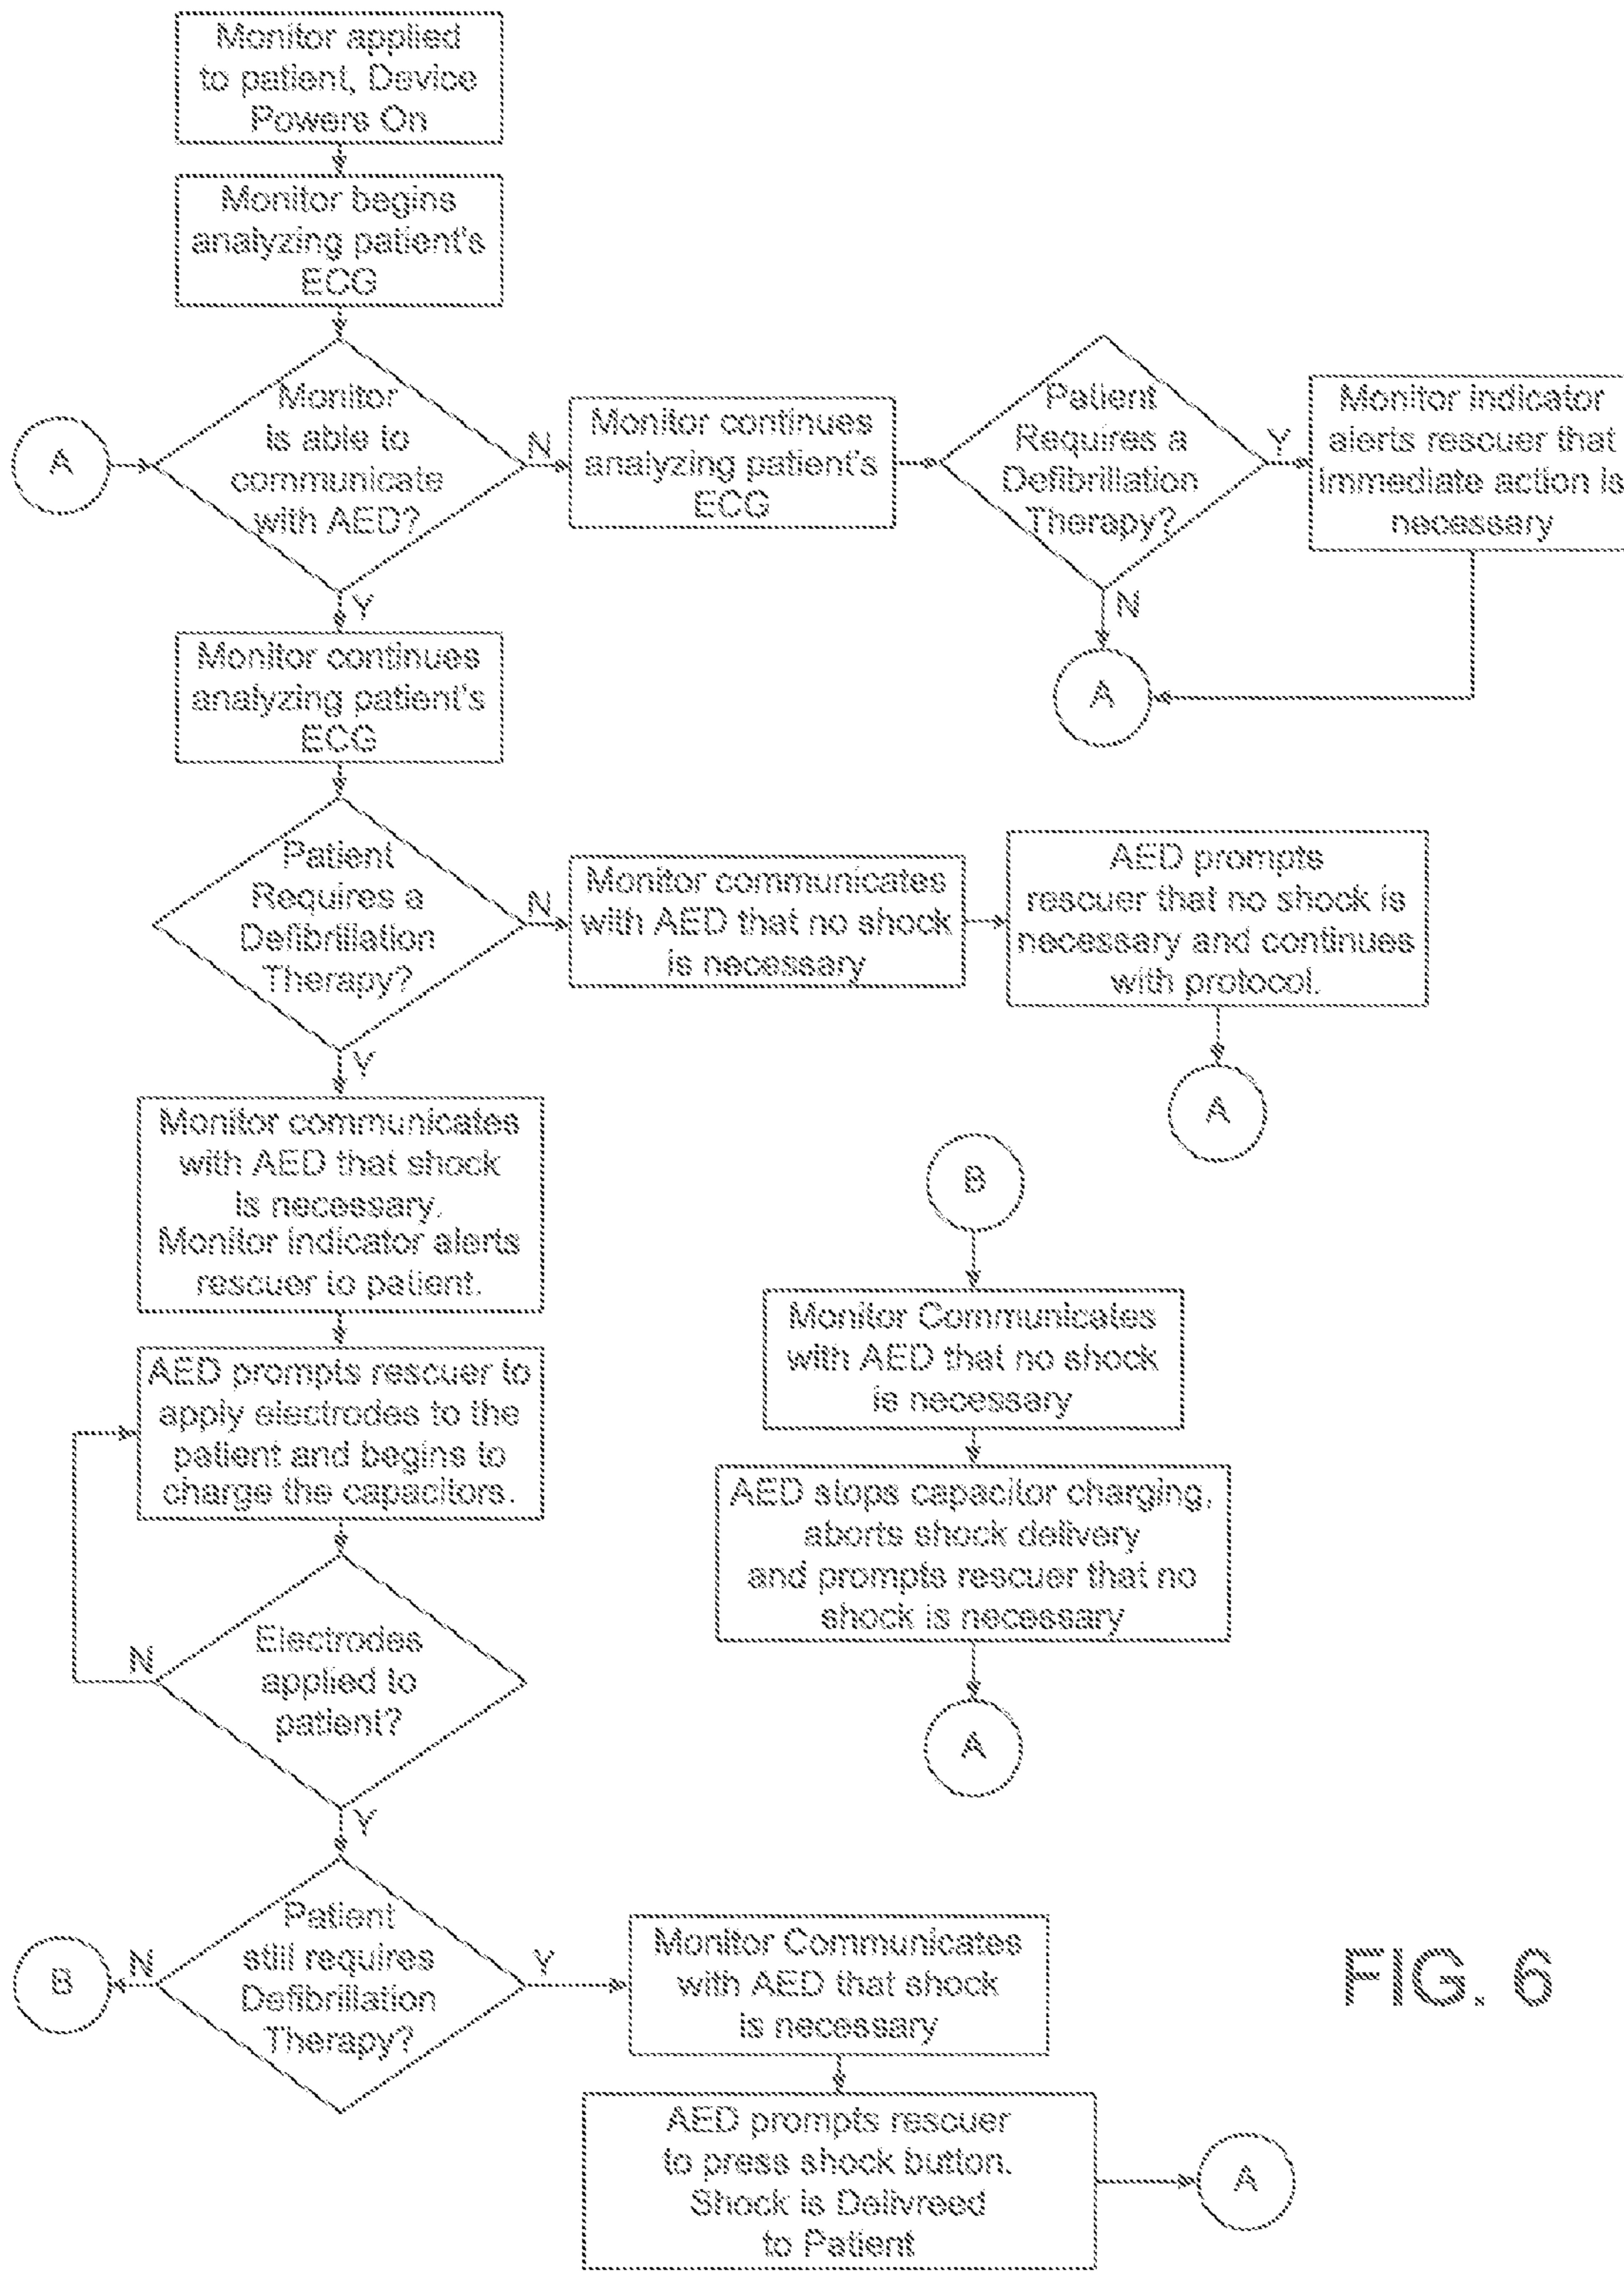 Monitor applied
to patient, Device
Powers On
Monitor begins
analyzing patient's
ECG
A
Monitor
is able to
communicate
with AED?
N
Monitor continues
analyzing patient's
ECG
Patient
Requires a
Defibrillation
Therapy?
Y
Monitor indicator
alerts rescuer that
immediate action is
necessary
N
A
Y
Monitor continues
analyzing patient's
ECG
Patient
Requires a
Defibrillation
Therapy?
N
Monitor communicates
with AED that no shock
is necessary
AED prompts
rescuer that no shock is
necessary and continues
with protocol.
A
Y
Monitor communicates
with AED that shock
is necessary.
Monitor indicator alerts
rescuer to patient.
AED prompts rescuer to
apply electrodes to the
patient and begins to
charge the capacitors.
Electrodes
applied to
patient?
N
Y
B
Monitor Communicates
with AED that no shock
is necessary
AED stops capacitor charging,
aborts shock delivery
and prompts rescuer that no
shock is necessary
A
Patient
still requires
Defibrillation
Therapy?
N
B
Y
Monitor Communicates
with AED that shock
is necessary
AED prompts rescuer
to press shock button.
Shock is Delivreed
to Patient
A
FIG. 6